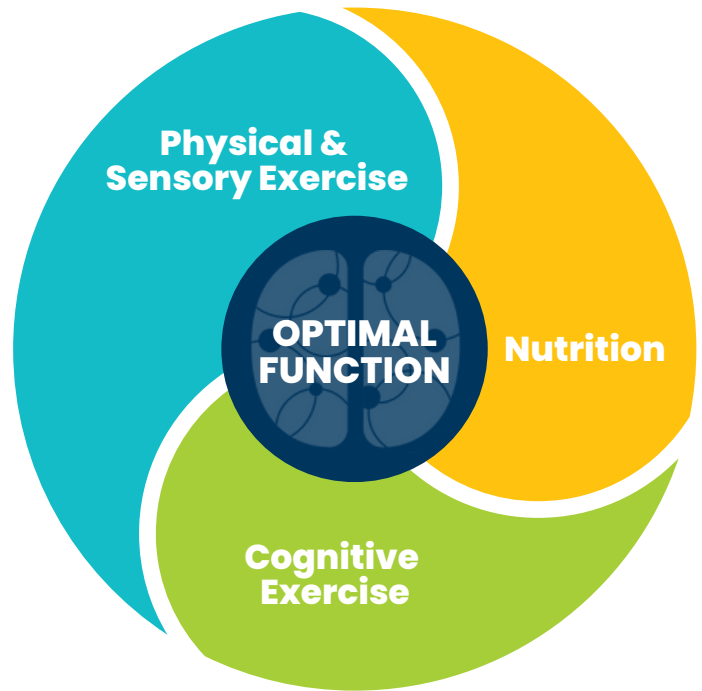 Physical &
Sensory Exercise
OPTIMAL
FUNCTION
Nutrition
Cognitive
Exercise